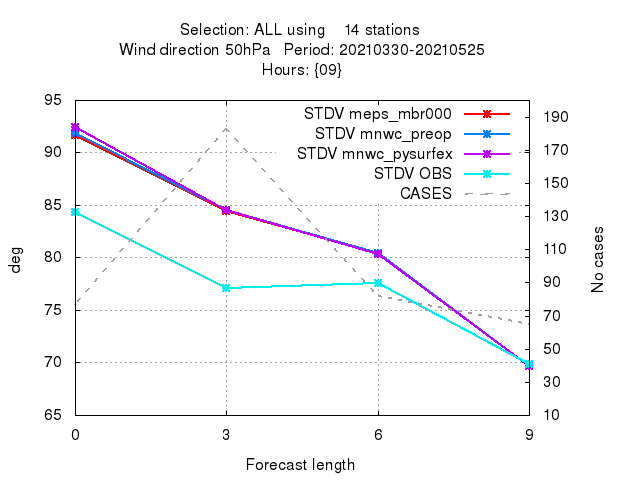 Selection: ALL using    14 stations
Wind direction 50hPa   Period: 20210330-20210525
Hours: {09}
STDV meps_mbr000
STDV mnwc_preop
STDV mnwc_pysurfex
STDV OBS
CASES
deg
95
90
85
80
75
70
65
190
170
150
130
110
90
70
50
30
10
No cases
0 3 6 9
Forecast length